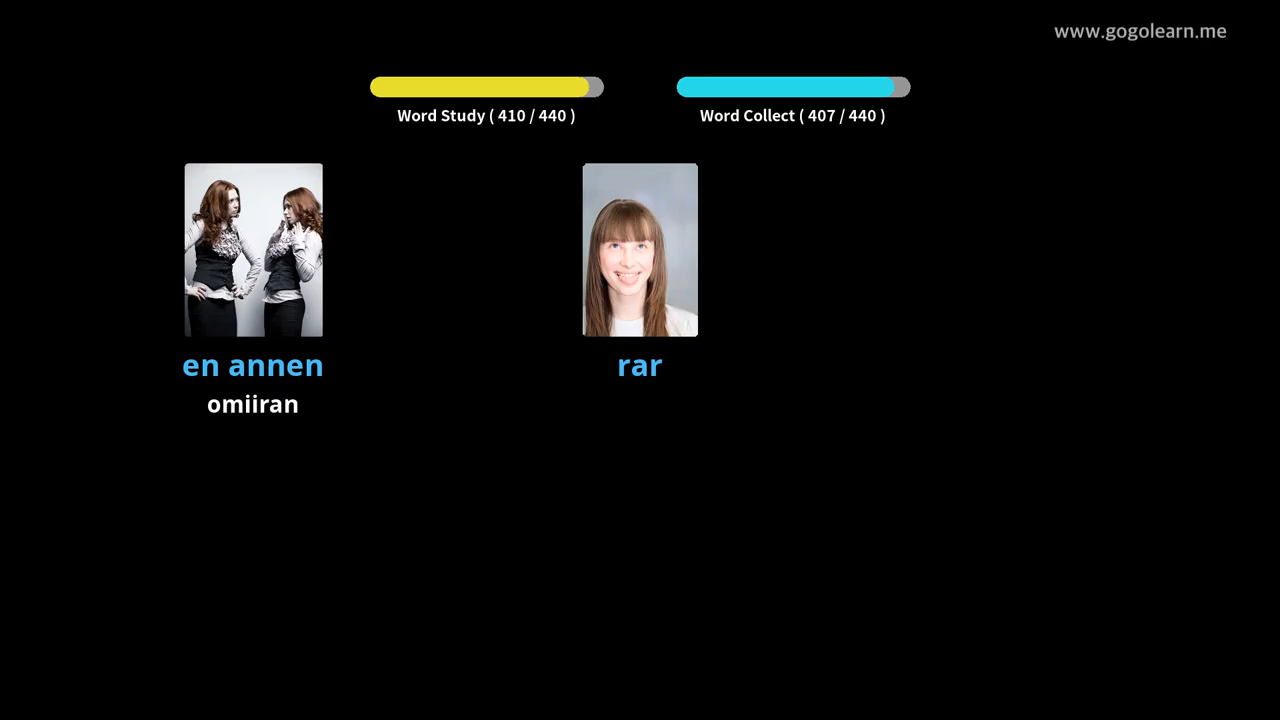 www.gogolearn.me
Word Study ( 410 / 440 )
Word Collect ( 407 / 440 )
en annen
rar
omiiran